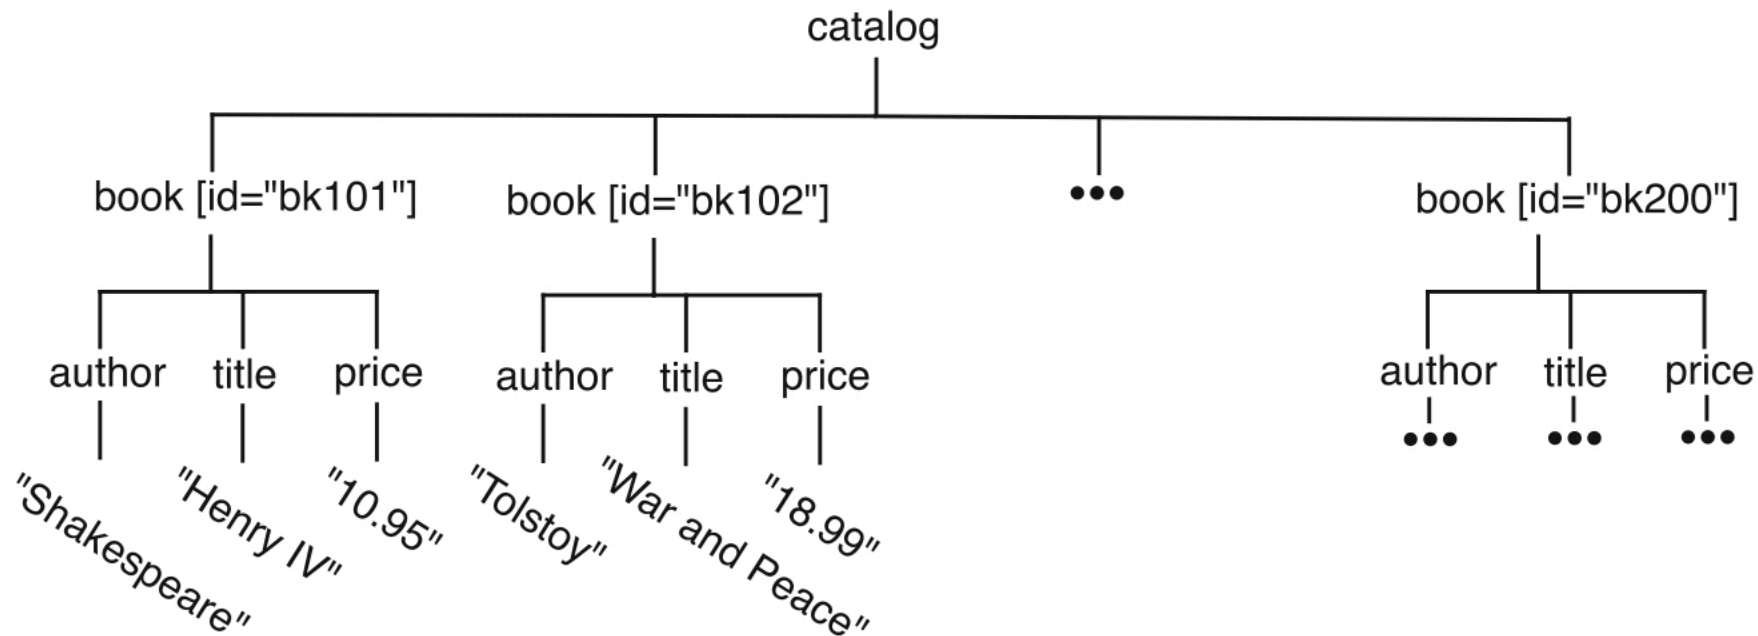 catalog
book [id="bk101"]
book [id="bk102"]
•••
book [id="bk200"]
author
title
price
author
title
price
author
title
price
"Shakespeare"
"Henry IV"
"10.95"
"Tolstoy"
"War and Peace"
"18.99"
•••
•••
•••